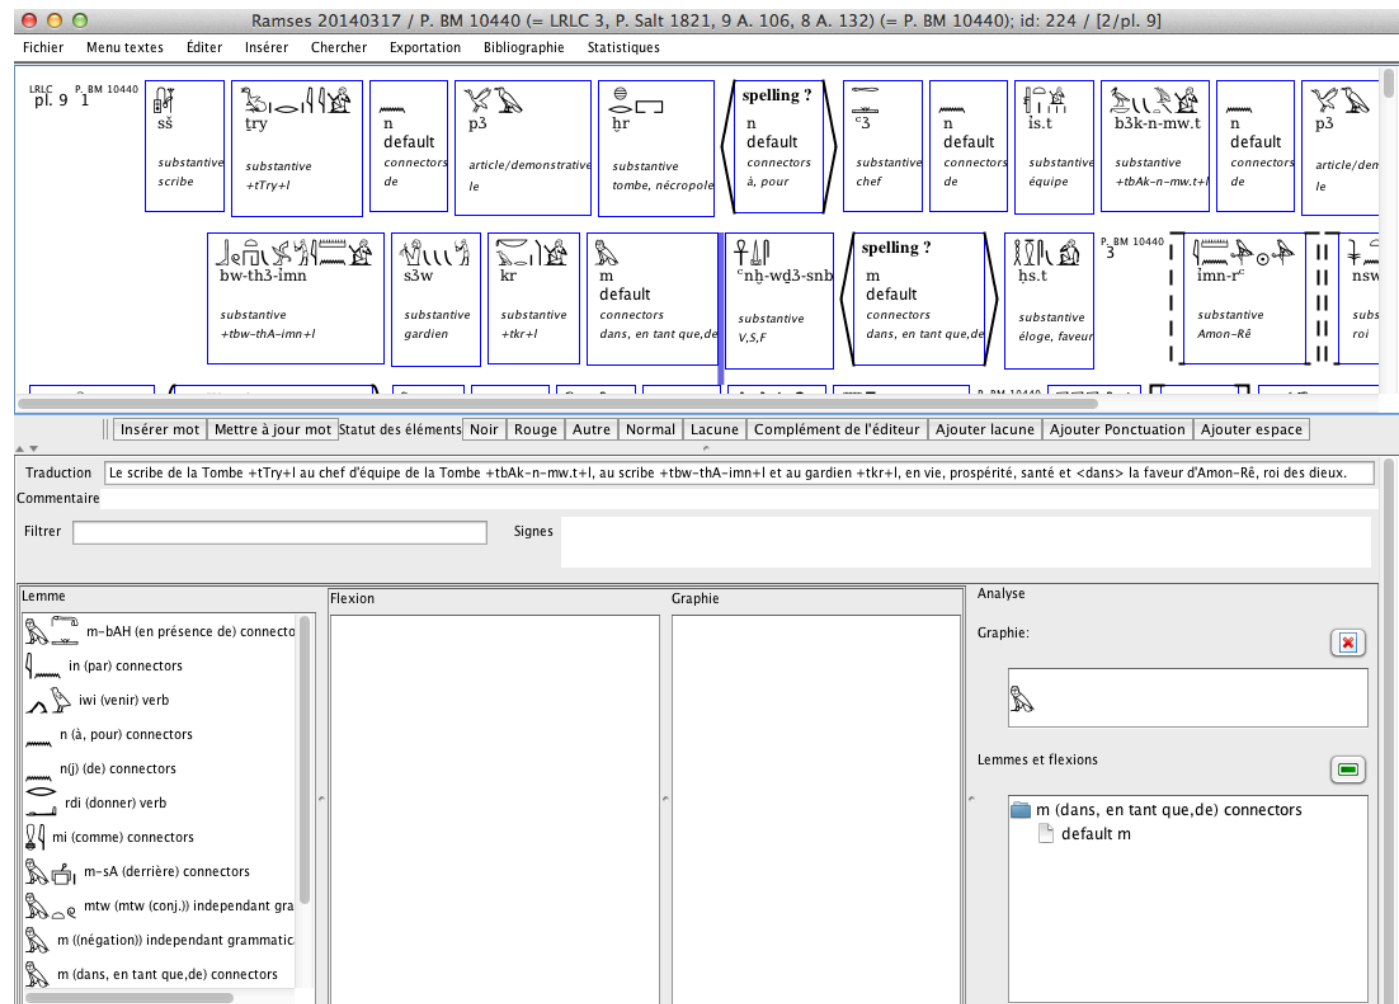 Ramses 20140317 / P. BM 10440 (= LRLC 3, P. Salt 1821, 9 A. 106, 8 A. 132) (= P. BM 10440); id: 224 / [2/pl. 9]
Fichier Menu textes Éditer Insérer Chercher Exportation Bibliographie Statistiques
LRLC P. BM 10440
pl. 9 1
spelling ?
sš ṯry n p3 ḥr n ꜥ3 n ỉs.t b3k-n-mw.t n p3
default default default default
substantive substantive connectors article/demonstrative substantive connectors substantive connectors substantive substantive connectors article/den
scribe +tTry+l de le tombe, nécropole à, pour chef de équipe +tbAk-n-mw.t+l de le
P. BM 10440
3
spelling ?
bw-th3-ỉmn s3w kr m ꜥnḫ-wḏ3-snb m ḥs.t ỉmn-rꜥ nsw
default default
substantive substantive substantive connectors substantive connectors substantive substantive subs
+tbw-thA-imn+l gardien +tkr+l dans, en tant que,de V,S,F dans, en tant que,de éloge, faveur Amon-Rê roi
P. BM 10440
Insérer mot Mettre à jour mot Statut des éléments Noir Rouge Autre Normal Lacune Complément de l'éditeur Ajouter lacune Ajouter Ponctuation Ajouter espace
Traduction Le scribe de la Tombe +tTry+l au chef d'équipe de la Tombe +tbAk-n-mw.t+l, au scribe +tbw-thA-imn+l et au gardien +tkr+l, en vie, prospérité, santé et <dans> la faveur d'Amon-Rê, roi des dieux.
Commentaire
Filtrer Signes
Lemme Flexion Graphie Analyse
m-bAH (en présence de) connecto
in (par) connectors
iwi (venir) verb
n (à, pour) connectors
n(j) (de) connectors
rdi (donner) verb
mi (comme) connectors
m-sA (derrière) connectors
mtw (mtw (conj.)) independant gra
m ((négation)) independant grammatic
m (dans, en tant que,de) connectors
Graphie:
Lemmes et flexions
m (dans, en tant que,de) connectors
default m